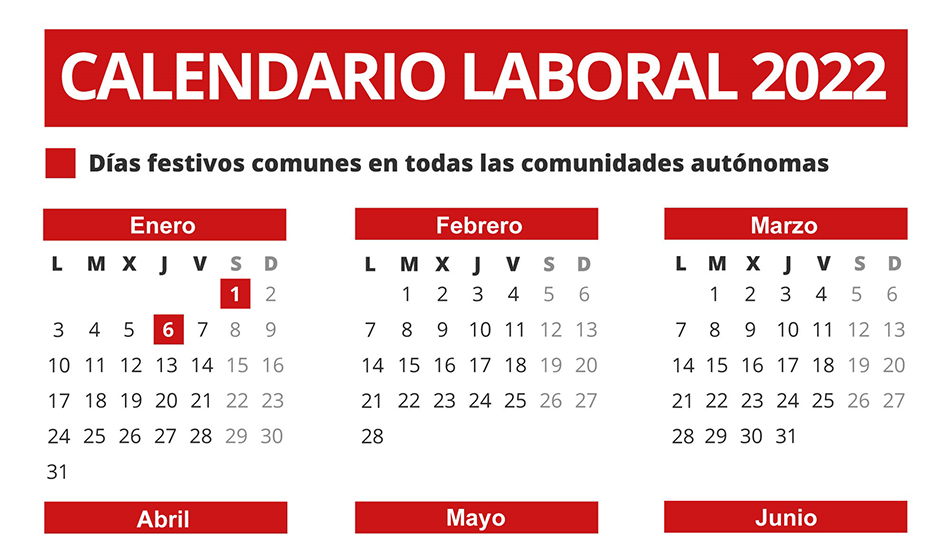 CALENDARIO LABORAL 2022
Días festivos comunes en todas las comunidades autónomas
Enero
L M X J V S D
1 2
3 4 5 6 7 8 9
10 11 12 13 14 15 16
17 18 19 20 21 22 23
24 25 26 27 28 29 30
31
Febrero
L M X J V S D
1 2 3 4 5 6
7 8 9 10 11 12 13
14 15 16 17 18 19 20
21 22 23 24 25 26 27
28
Marzo
L M X J V S D
1 2 3 4 5 6
7 8 9 10 11 12 13
14 15 16 17 18 19 20
21 22 23 24 25 26 27
28 29 30 31
Abril
Mayo
Junio